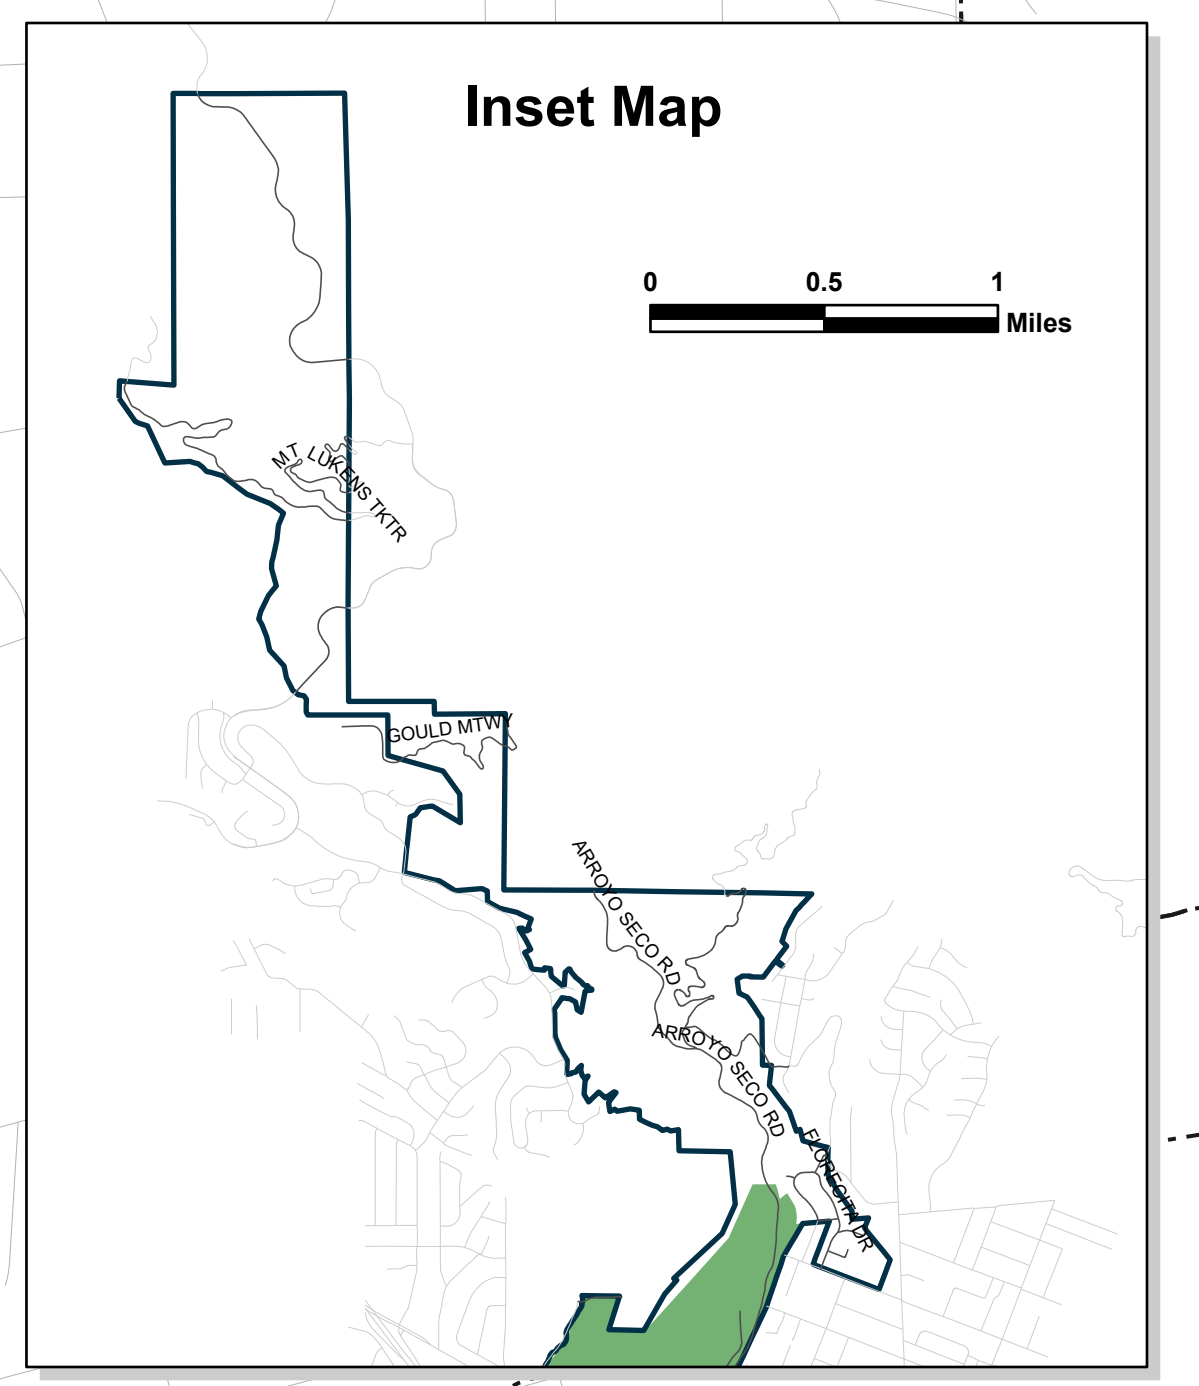 Inset Map
0 0.5 1
Miles
MT LUKENS TKTR
GOULD MTWY
ARROYO SECO RD
ARROYO SECO RD
FLORECITA DR